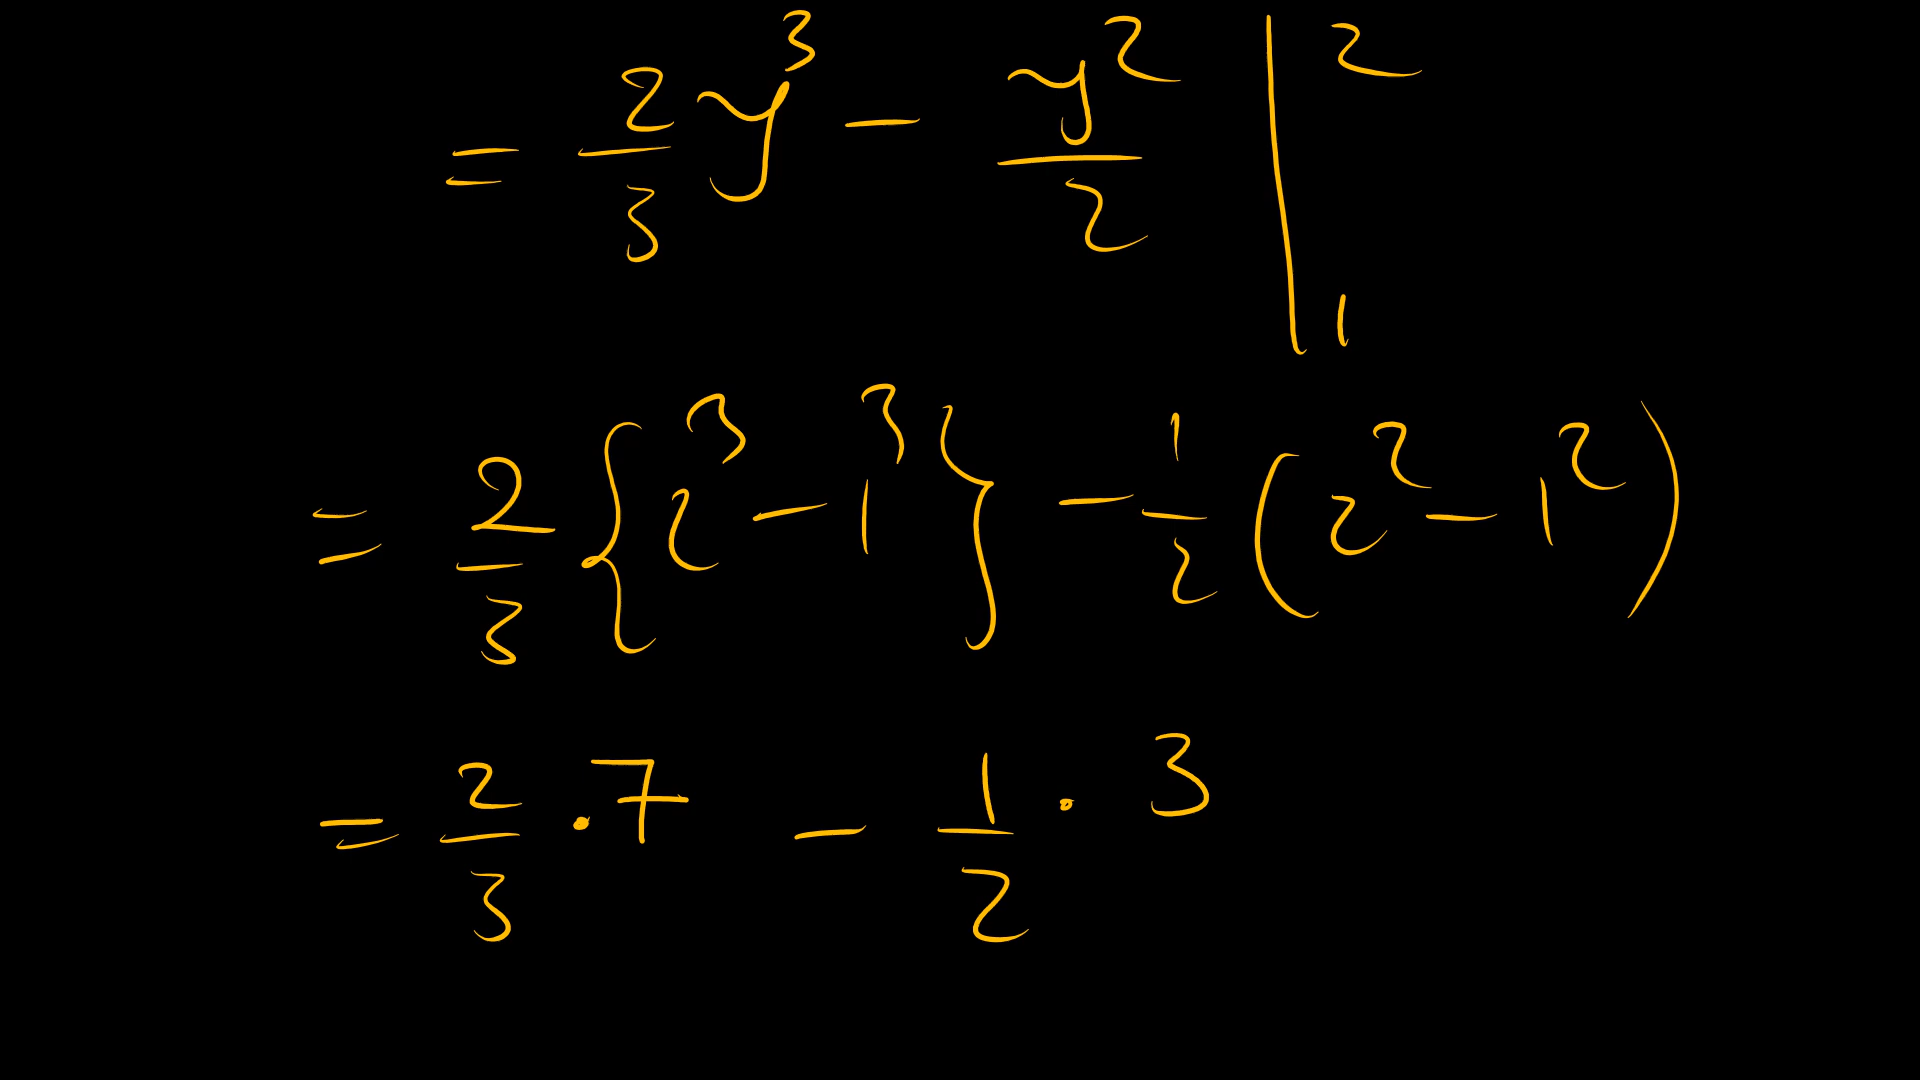 = 2/3 y³ - y²/2 |₁²
= 2/3 {2³ - 1³} - 1/2 (2² - 1²)
= 2/3 · 7 - 1/2 · 3